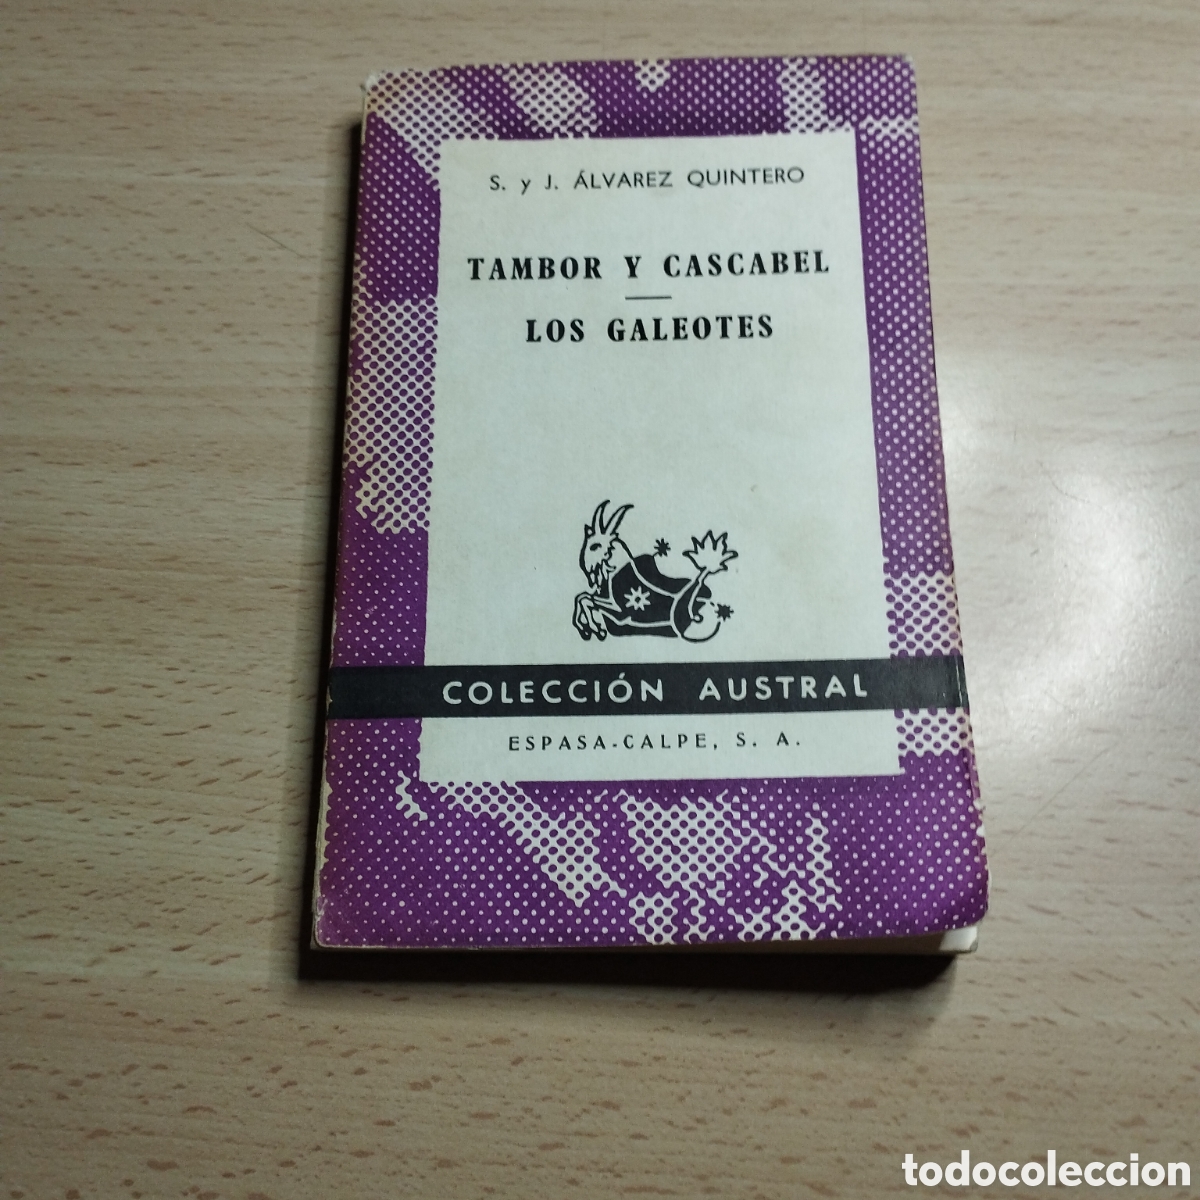 S. y J. ÁLVAREZ QUINTERO
TAMBOR Y CASCABEL
LOS GALEOTES
COLECCIÓN AUSTRAL
ESPASA-CALPE, S. A.
todocoleccion